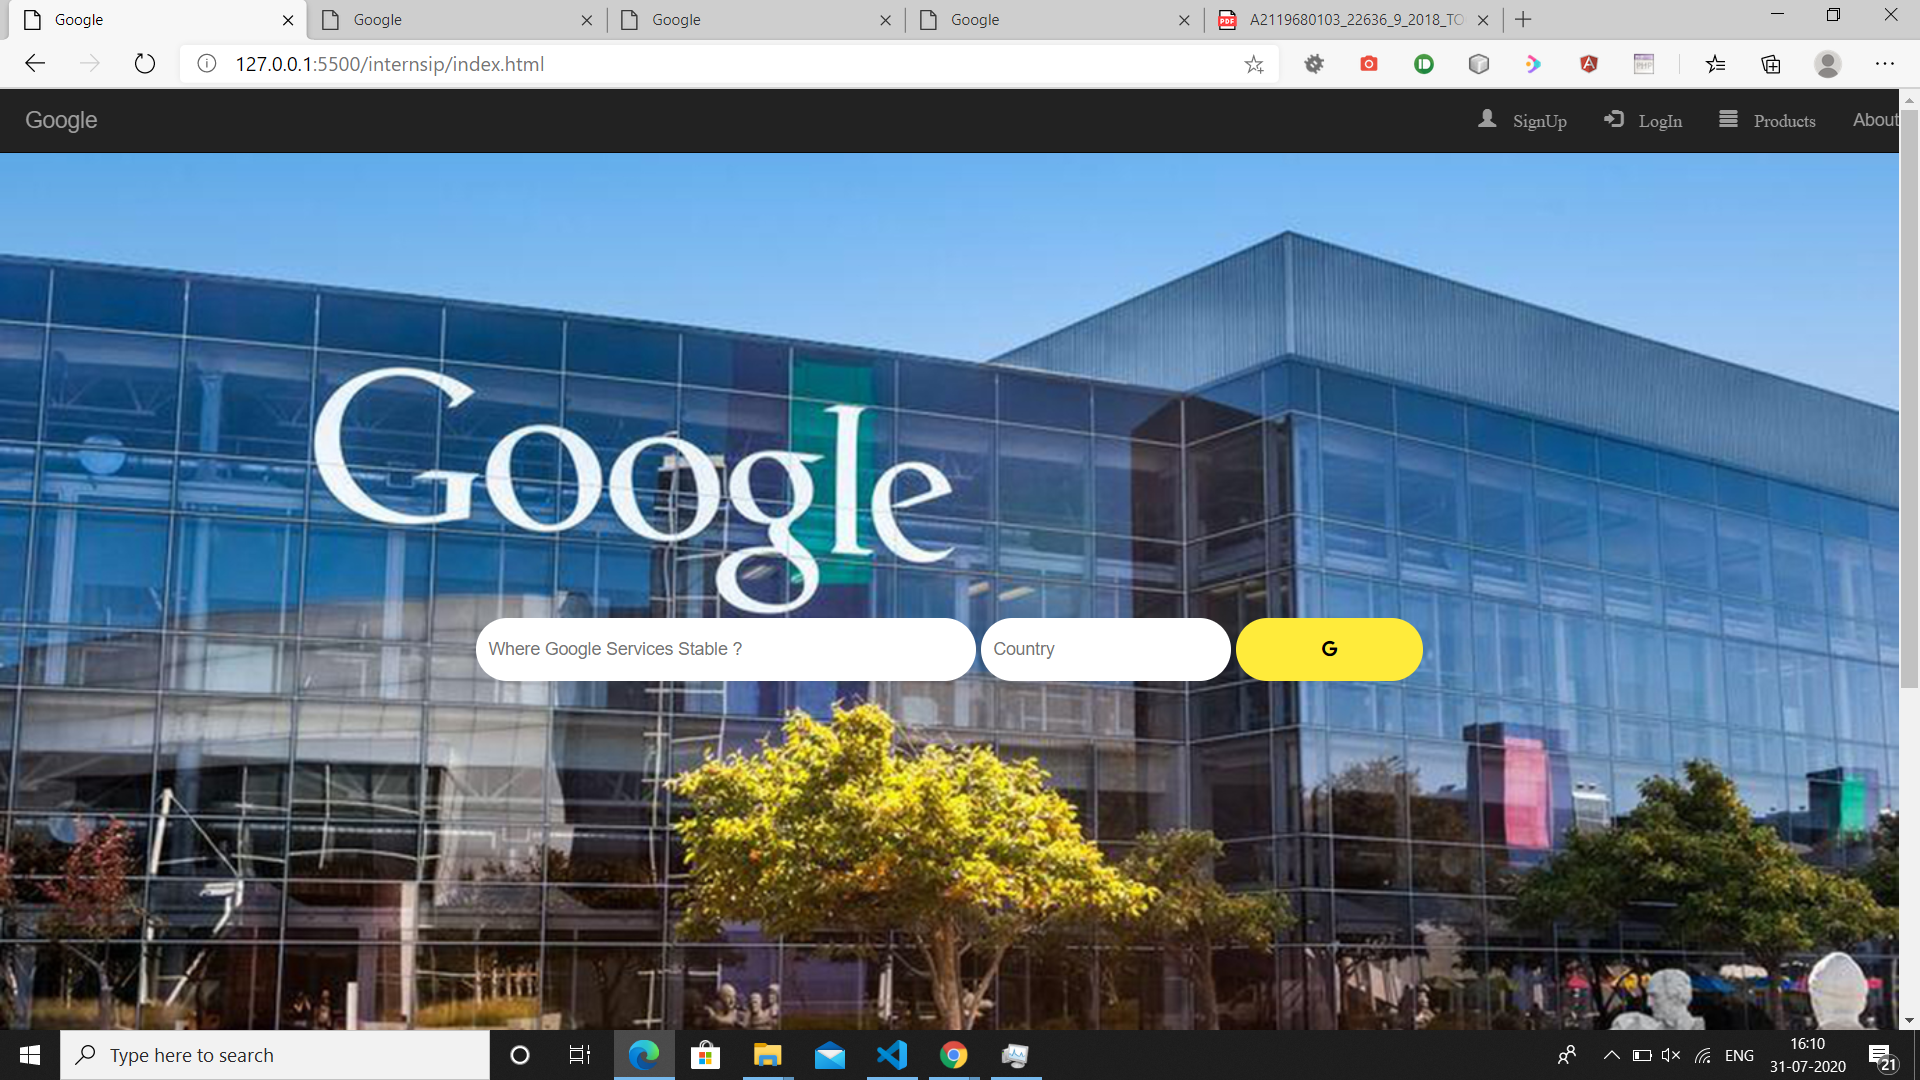 Google
Google
Google
Google
A2119680103_22636_9_2018_TO
127.0.0.1:5500/internsip/index.html
Google
SignUp
LogIn
Products
About
Google
Where Google Services Stable ?
Country
G
Type here to search
ENG
16:10
31-07-2020
21